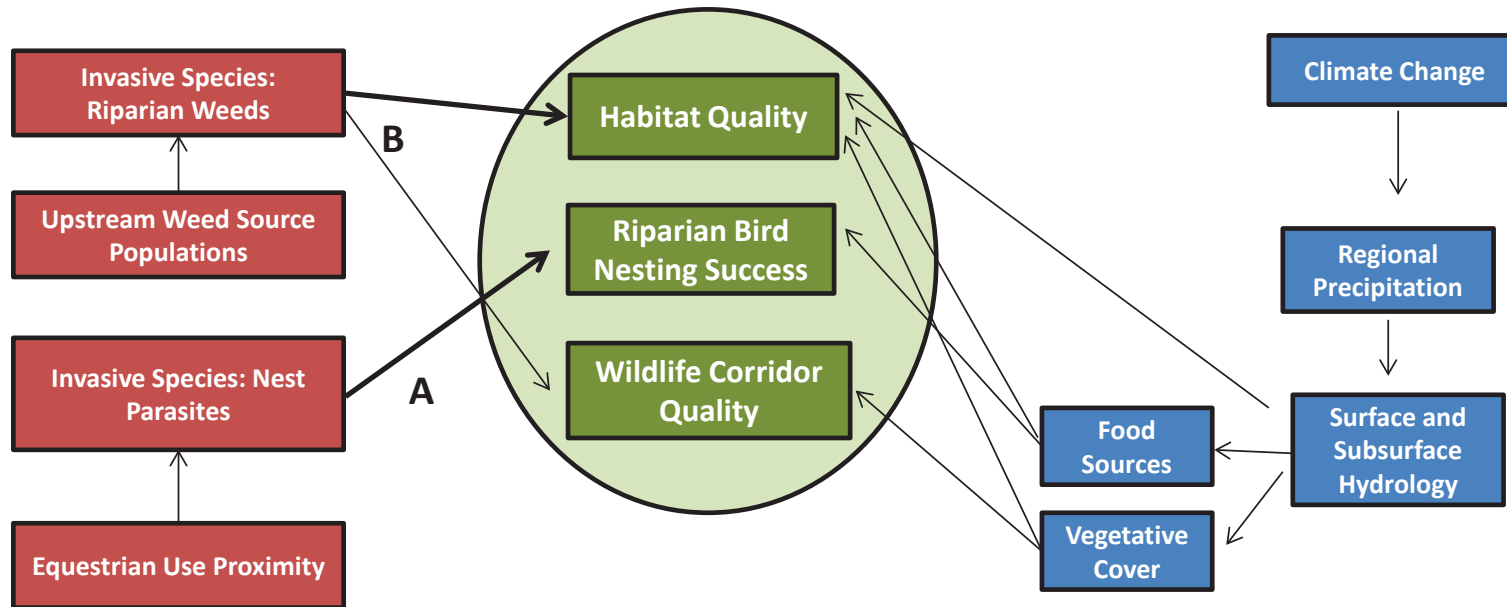 Invasive Species:
Riparian Weeds
Upstream Weed Source
Populations
Invasive Species: Nest
Parasites
Equestrian Use Proximity
B
A
Habitat Quality
Riparian Bird
Nesting Success
Wildlife Corridor
Quality
Climate Change
Regional
Precipitation
Surface and
Subsurface
Hydrology
Food
Sources
Vegetative
Cover